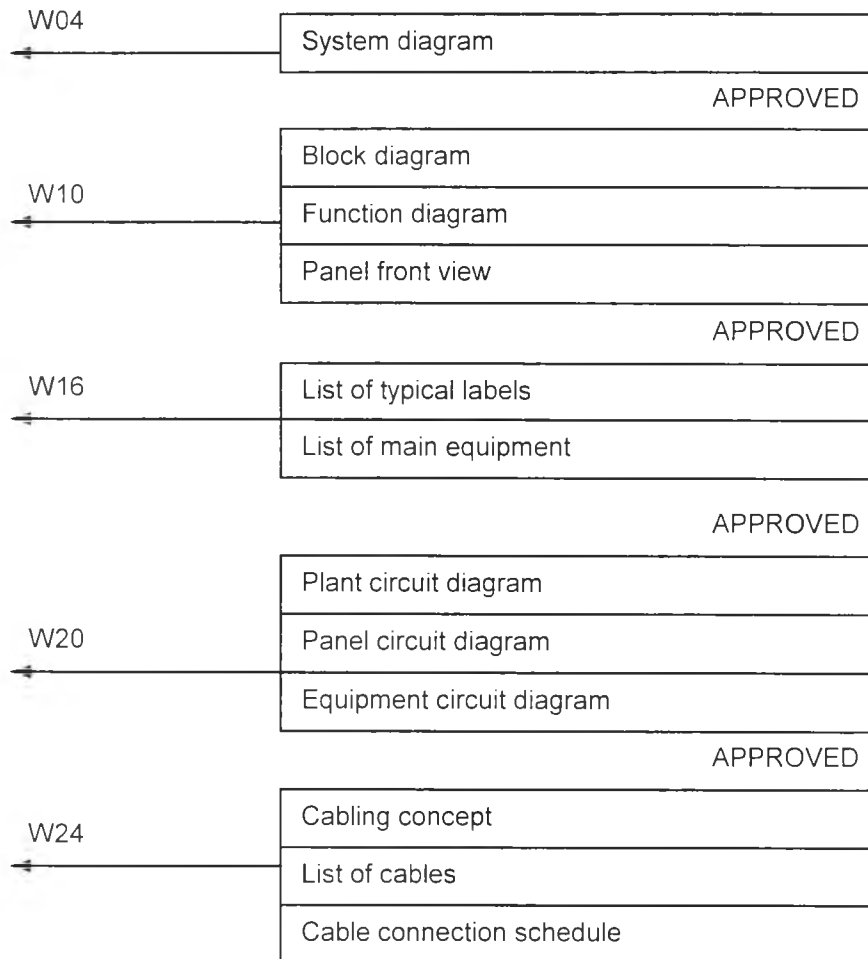 W04
System diagram
APPROVED
Block diagram
W10
Function diagram
Panel front view
APPROVED
W16
List of typical labels
List of main equipment
APPROVED
Plant circuit diagram
W20
Panel circuit diagram
Equipment circuit diagram
APPROVED
Cabling concept
W24
List of cables
Cable connection schedule